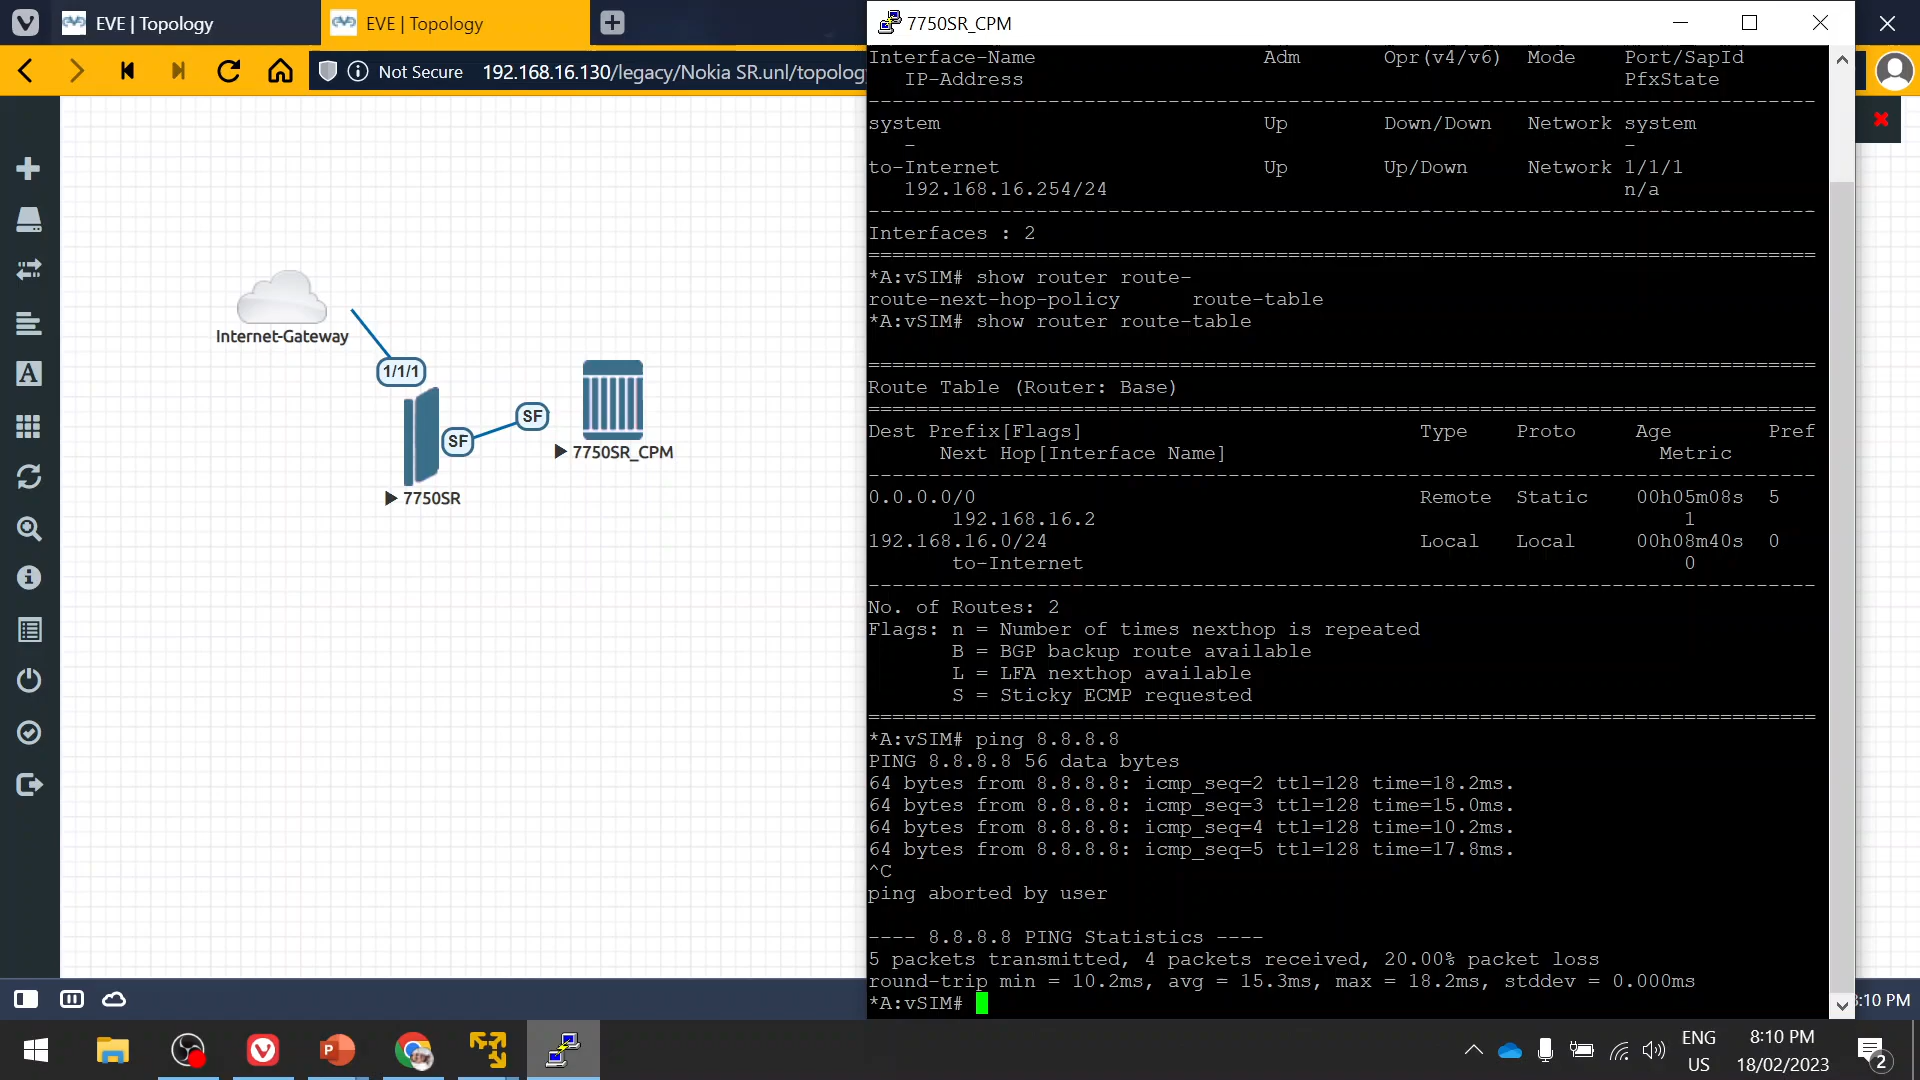 EVE | Topology
EVE | Topology
Not Secure 192.168.16.130/legacy/Nokia SR.unl/topolog
Internet-Gateway
1/1/1
SF
SF
7750SR_CPM
7750SR
7750SR_CPM
Interface-Name Adm Opr(v4/v6) Mode Port/SapId
IP-Address PfxState
-------------------------------------------------------------------------------
system Up Down/Down Network system
- -
to-Internet Up Up/Down Network 1/1/1
192.168.16.254/24 n/a
-------------------------------------------------------------------------------
Interfaces : 2
===============================================================================
*A:vSIM# show router route-
route-next-hop-policy route-table
*A:vSIM# show router route-table
===============================================================================
Route Table (Router: Base)
===============================================================================
Dest Prefix[Flags] Type Proto Age Pref
Next Hop[Interface Name] Metric
-------------------------------------------------------------------------------
0.0.0.0/0 Remote Static 00h05m08s 5
192.168.16.2 1
192.168.16.0/24 Local Local 00h08m40s 0
to-Internet 0
-------------------------------------------------------------------------------
No. of Routes: 2
Flags: n = Number of times nexthop is repeated
B = BGP backup route available
L = LFA nexthop available
S = Sticky ECMP requested
===============================================================================
*A:vSIM# ping 8.8.8.8
PING 8.8.8.8 56 data bytes
64 bytes from 8.8.8.8: icmp_seq=2 ttl=128 time=18.2ms.
64 bytes from 8.8.8.8: icmp_seq=3 ttl=128 time=15.0ms.
64 bytes from 8.8.8.8: icmp_seq=4 ttl=128 time=10.2ms.
64 bytes from 8.8.8.8: icmp_seq=5 ttl=128 time=17.8ms.
^C
ping aborted by user
---- 8.8.8.8 PING Statistics ----
5 packets transmitted, 4 packets received, 20.00% packet loss
round-trip min = 10.2ms, avg = 15.3ms, max = 18.2ms, stddev = 0.000ms
*A:vSIM#
:10 PM
ENG
US
8:10 PM
18/02/2023
2